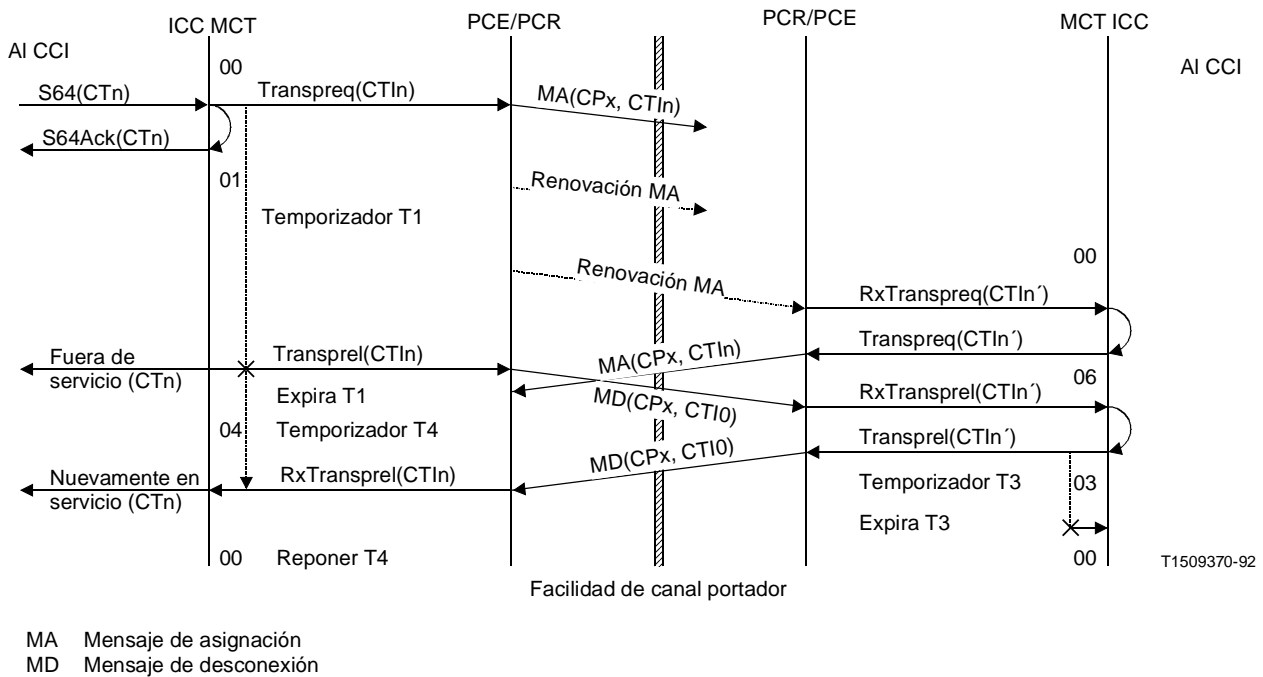 ICC MCT
PCE/PCR
PCR/PCE
MCT ICC
Al CCI
Al CCI
00
S64(CTn)
Transpreq(CTIn)
MA(CPx, CTIn)
S64Ack(CTn)
01
Renovación MA
Temporizador T1
00
Renovación MA
RxTranspreq(CTIn´)
Transpreq(CTIn´)
Fuera de
servicio (CTn)
Transprel(CTIn)
MA(CPx, CTIn)
06
Expira T1
MD(CPx, CTI0)
RxTransprel(CTIn´)
04
Temporizador T4
Transprel(CTIn´)
MD(CPx, CTI0)
Nuevamente en
servicio (CTn)
RxTransprel(CTIn)
Temporizador T3
03
Expira T3
00
Reponer T4
00
T1509370-92
Facilidad de canal portador
MA Mensaje de asignación
MD Mensaje de desconexión